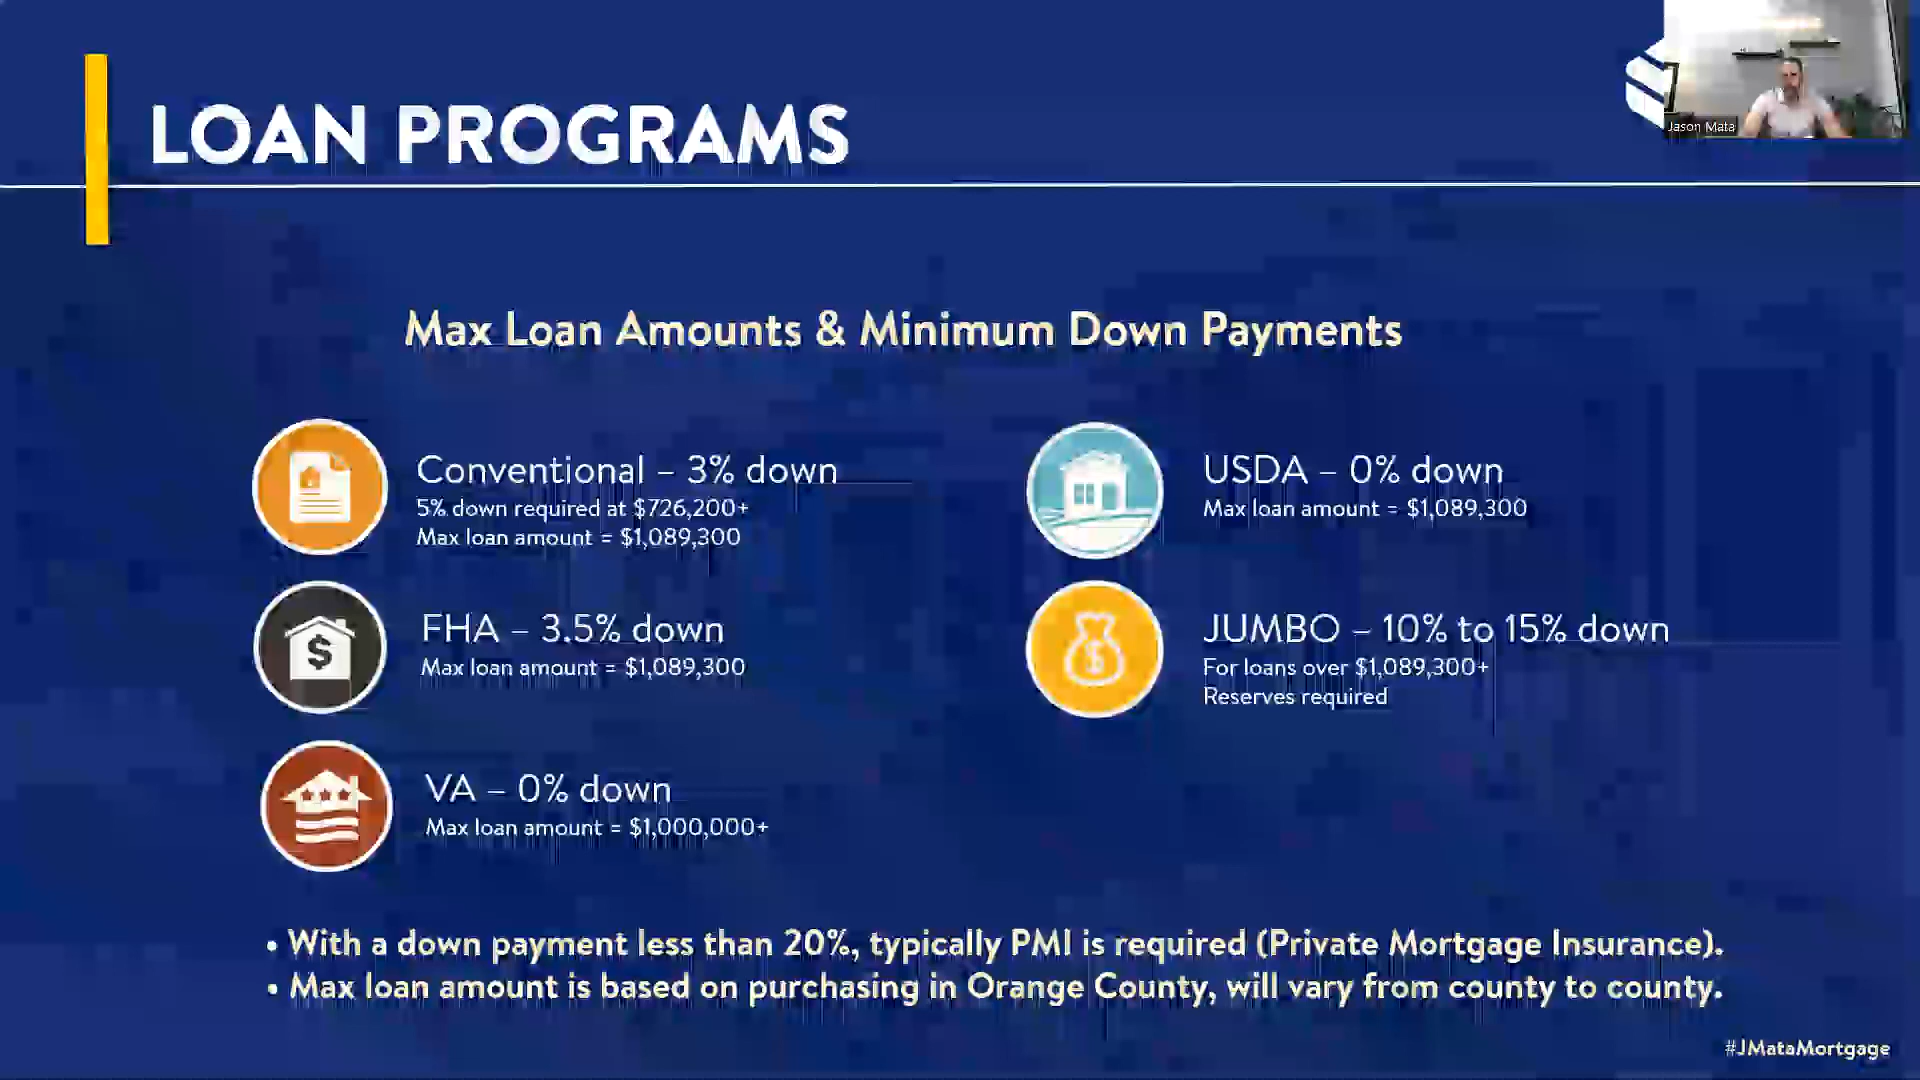 LOAN PROGRAMS
Jason Mata
Max Loan Amounts & Minimum Down Payments
Conventional – 3% down
5% down required at $726,200+
Max loan amount = $1,089,300
FHA – 3.5% down
Max loan amount = $1,089,300
VA – 0% down
Max loan amount = $1,000,000+
USDA – 0% down
Max loan amount = $1,089,300
JUMBO – 10% to 15% down
For loans over $1,089,300+
Reserves required
• With a down payment less than 20%, typically PMI is required (Private Mortgage Insurance).
• Max loan amount is based on purchasing in Orange County, will vary from county to county.
#JMataMortgage